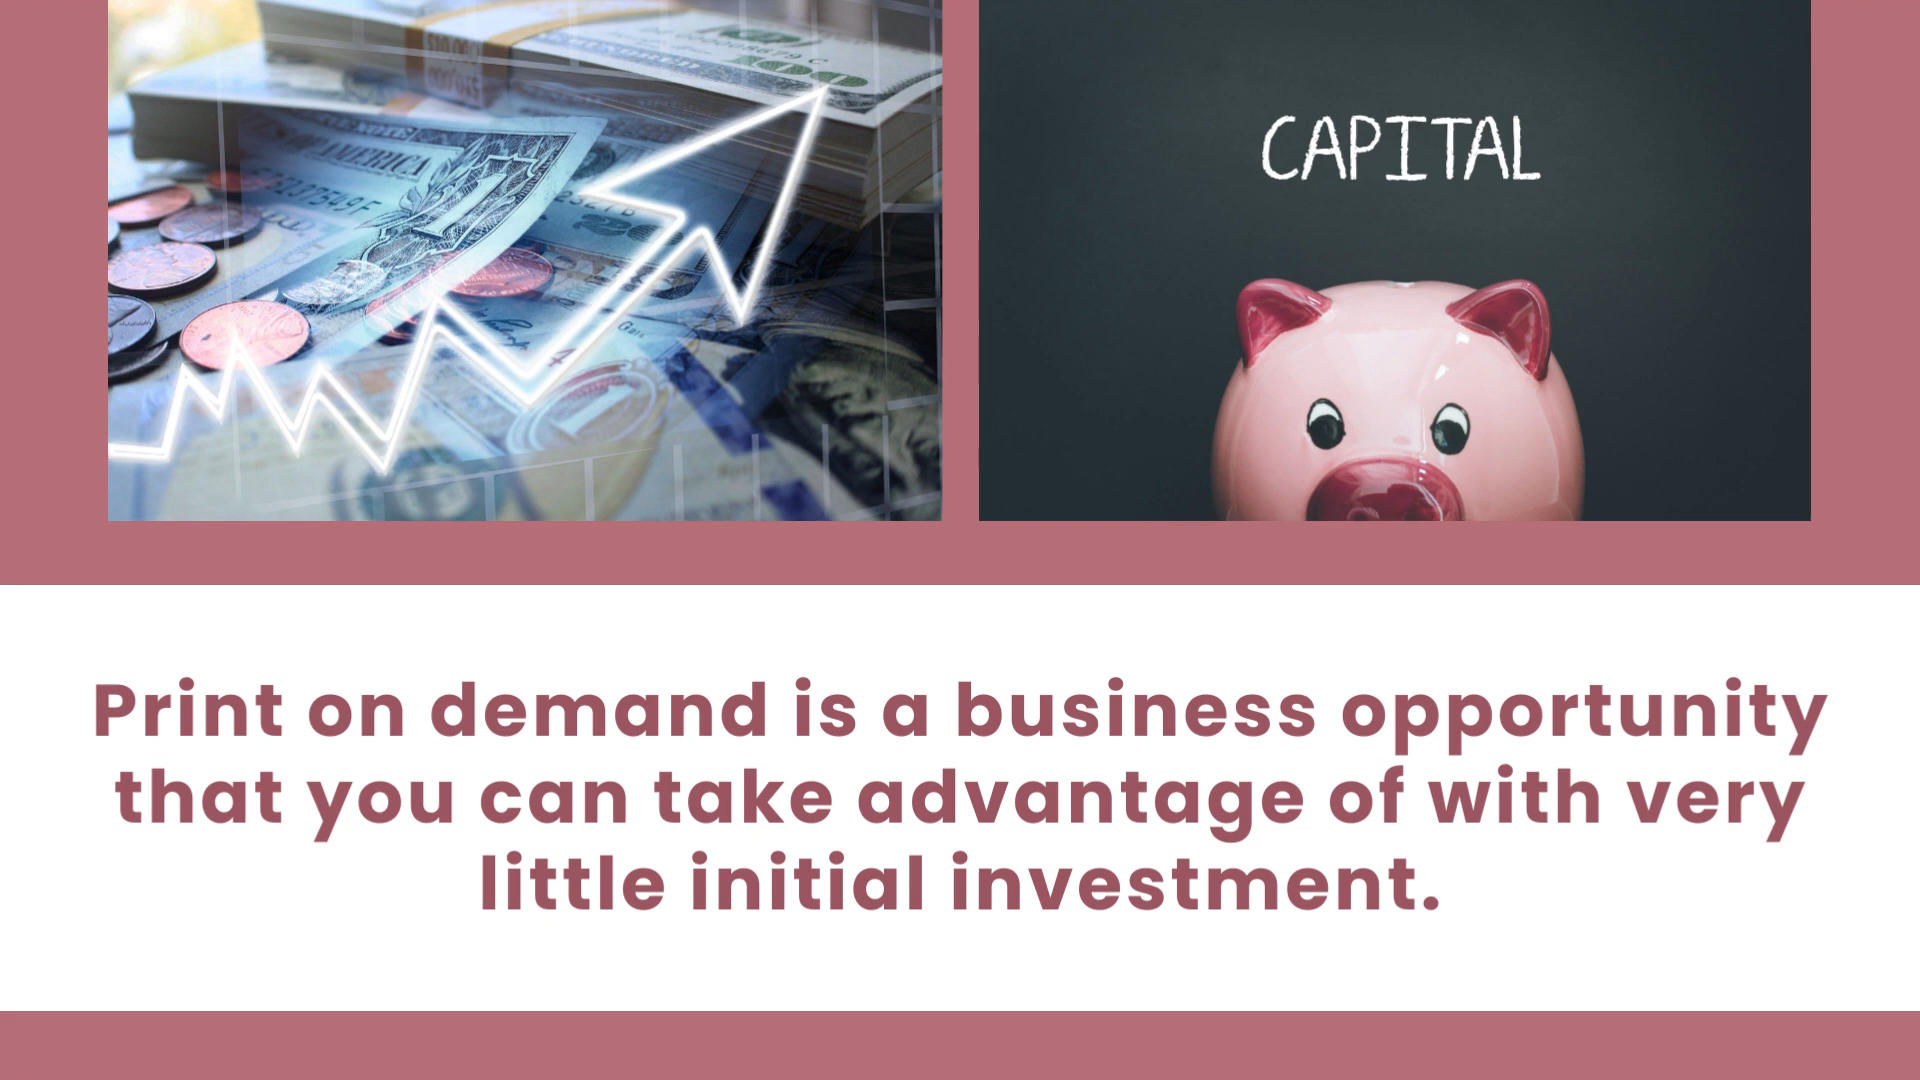 CAPITAL
Print on demand is a business opportunity
that you can take advantage of with very
little initial investment.